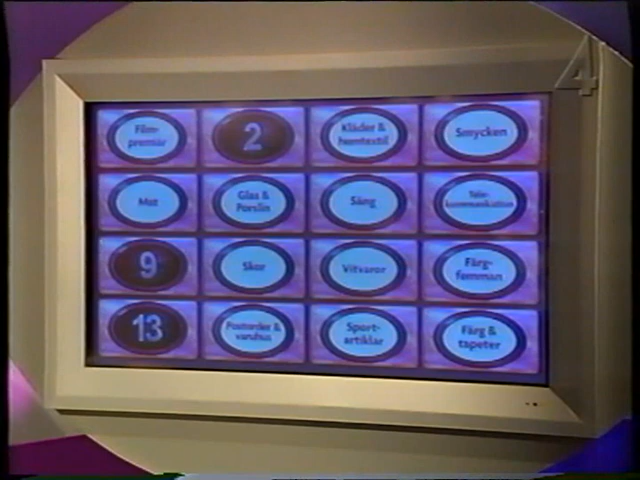 Film-
premiär
2
Kläder &
hemtextil
Smycken
Mat
Glas &
Porslin
Säng
Tele-
kommunikation
9
Skor
Vitvaror
Färg-
femman
13
Postorder &
varuhus
Sport-
artiklar
Färg &
tapeter
4